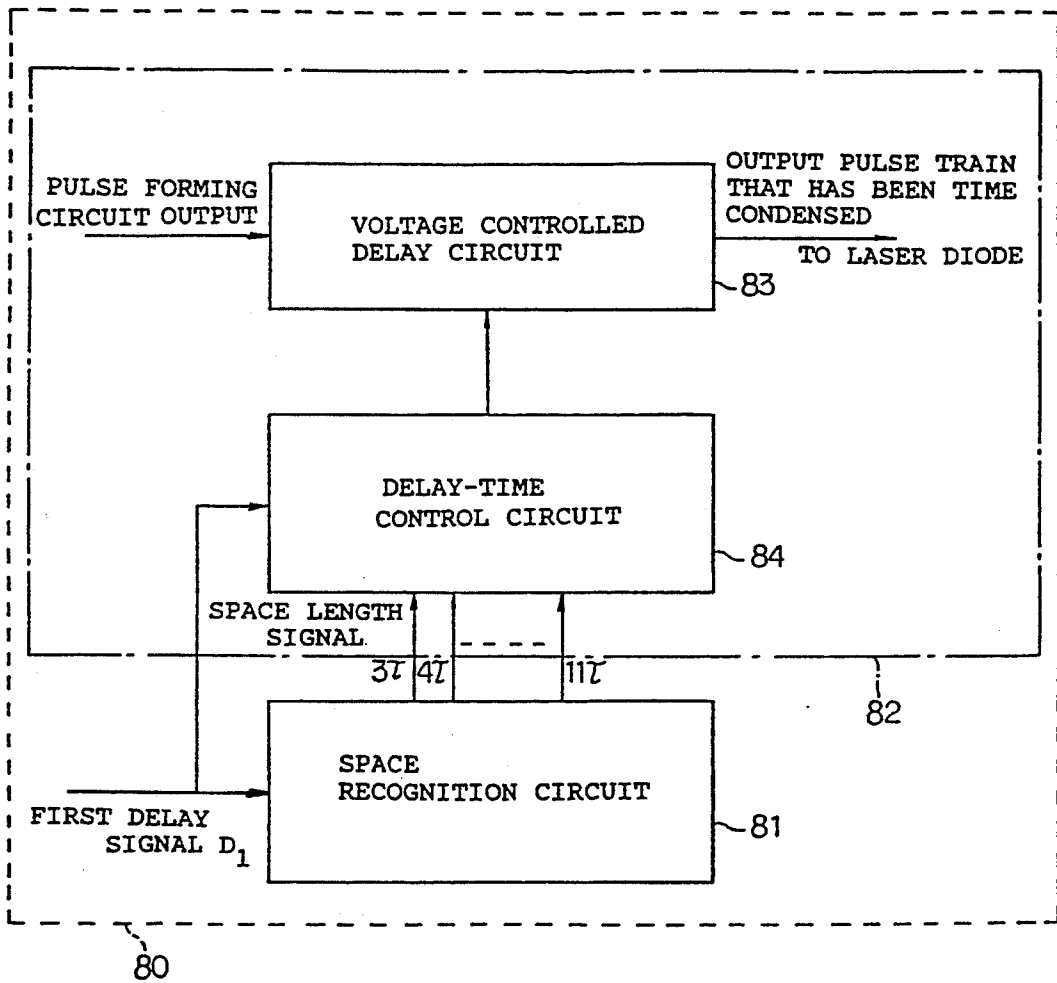 PULSE FORMING
CIRCUIT OUTPUT
VOLTAGE CONTROLLED
DELAY CIRCUIT
OUTPUT PULSE TRAIN
THAT HAS BEEN TIME
CONDENSED
TO LASER DIODE
83
DELAY-TIME
CONTROL CIRCUIT
84
SPACE LENGTH
SIGNAL
3τ 4τ 11τ
82
SPACE
RECOGNITION CIRCUIT
FIRST DELAY
SIGNAL D₁
81
80